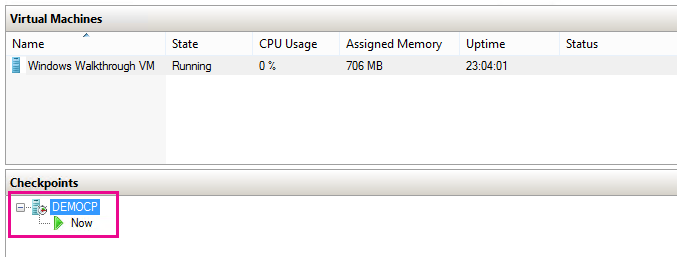 Virtual Machines
Name State CPU Usage Assigned Memory Uptime Status
Windows Walkthrough VM Running 0 % 706 MB 23:04:01
Checkpoints
DEMOCP
Now